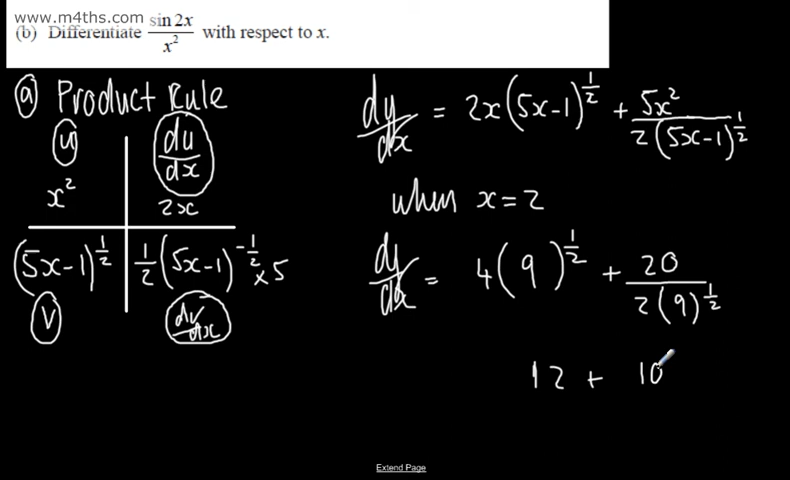 www.m4ths.com
(b) Differentiate sin 2x / x² with respect to x.
ⓐ Product Rule
u du/dx
x² 2x
(5x-1)^½ ½(5x-1)^-½ × 5
v dv/dx
dy/dx = 2x(5x-1)^½ + 5x² / 2(5x-1)^½
when x=2
dy/dx = 4(9)^½ + 20 / 2(9)^½
12 + 10
Extend Page